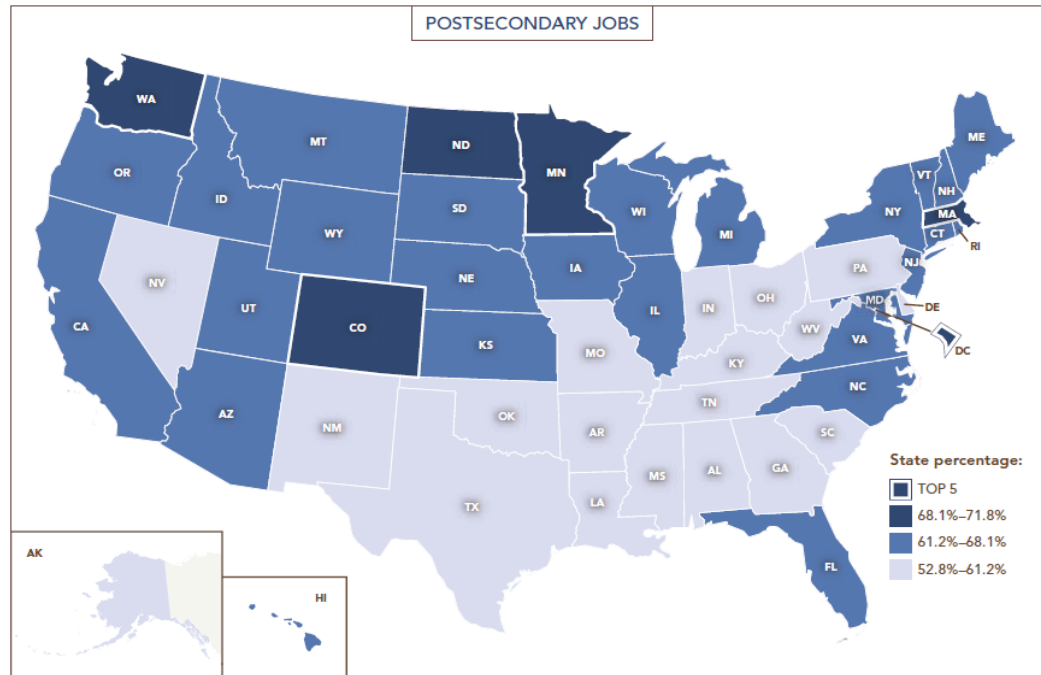 POSTSECONDARY JOBS
WA
MT
ND
MN
ME
OR
ID
SD
WI
MI
VT
NH
NY
MA
CT
RI
WY
IA
NE
PA
NJ
NV
UT
CO
IL
IN
OH
MD
DE
DC
CA
KS
MO
WV
VA
KY
NC
AZ
NM
OK
AR
TN
SC
TX
LA
MS
AL
GA
FL
AK
HI
State percentage:
TOP 5
68.1%–71.8%
61.2%–68.1%
52.8%–61.2%